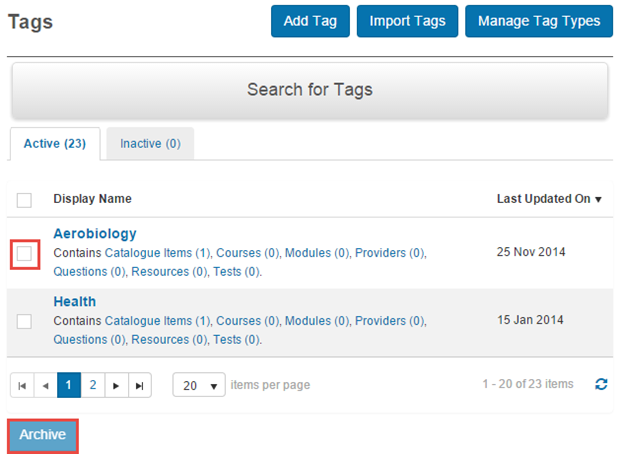 Tags
Add Tag
Import Tags
Manage Tag Types
Search for Tags
Active (23)
Inactive (0)
Display Name
Last Updated On
Aerobiology
Contains Catalogue Items (1), Courses (0), Modules (0), Providers (0),
Questions (0), Resources (0), Tests (0).
25 Nov 2014
Health
Contains Catalogue Items (1), Courses (0), Modules (0), Providers (0),
Questions (0), Resources (0), Tests (0).
15 Jan 2014
1
2
20
items per page
1 - 20 of 23 items
Archive